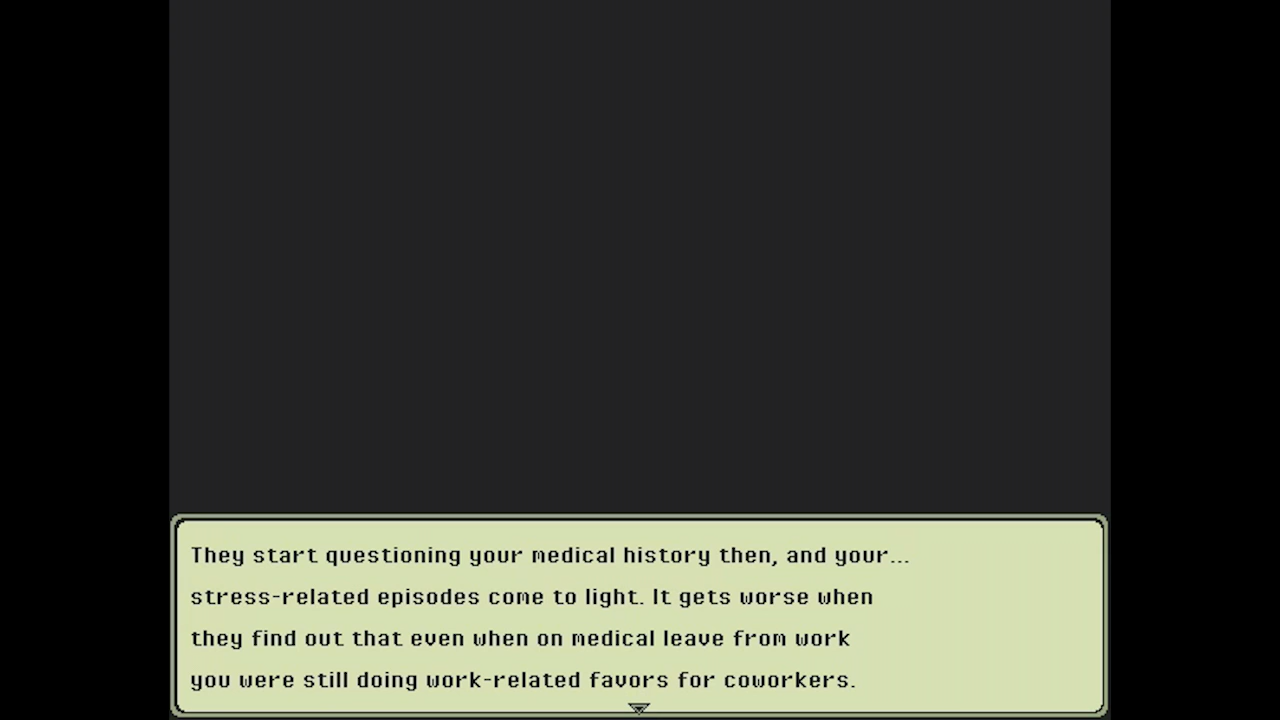 They start questioning your medical history then, and your...
stress-related episodes come to light. It gets worse when
they find out that even when on medical leave from work
you were still doing work-related favors for coworkers.